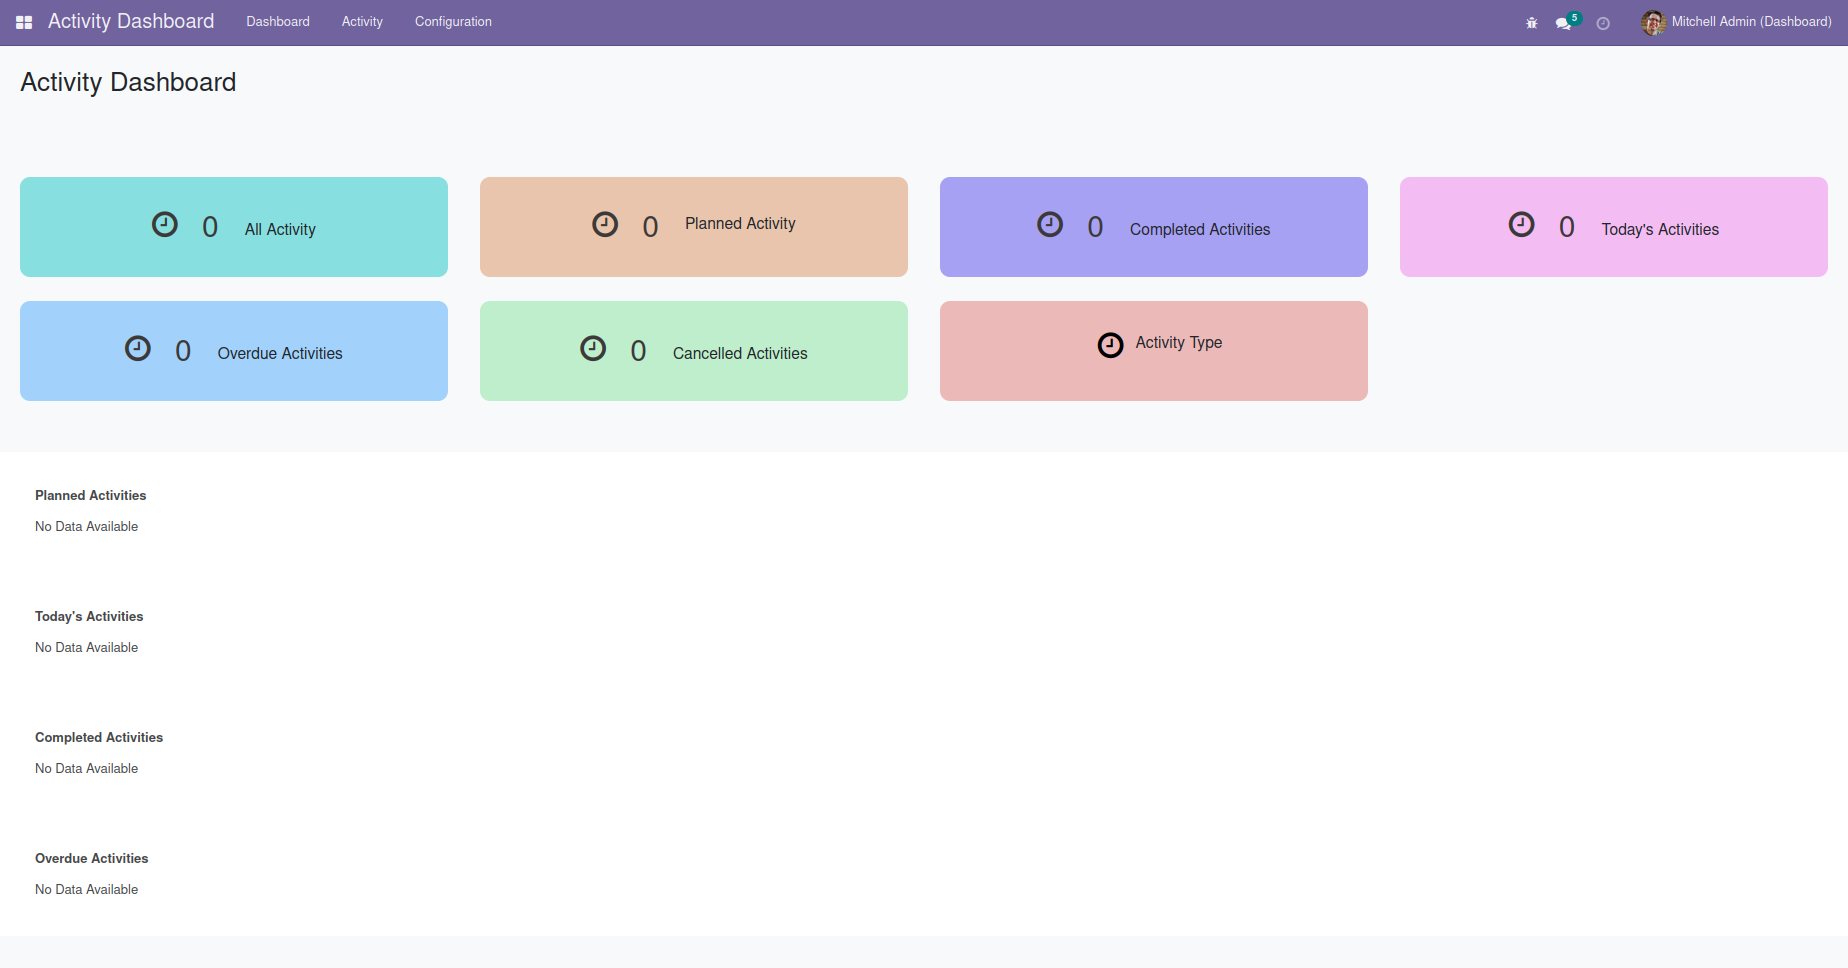 Activity Dashboard Dashboard Activity Configuration 5 Mitchell Admin (Dashboard)
Activity Dashboard
0 All Activity
0 Planned Activity
0 Completed Activities
0 Today's Activities
0 Overdue Activities
0 Cancelled Activities
Activity Type
Planned Activities
No Data Available
Today's Activities
No Data Available
Completed Activities
No Data Available
Overdue Activities
No Data Available